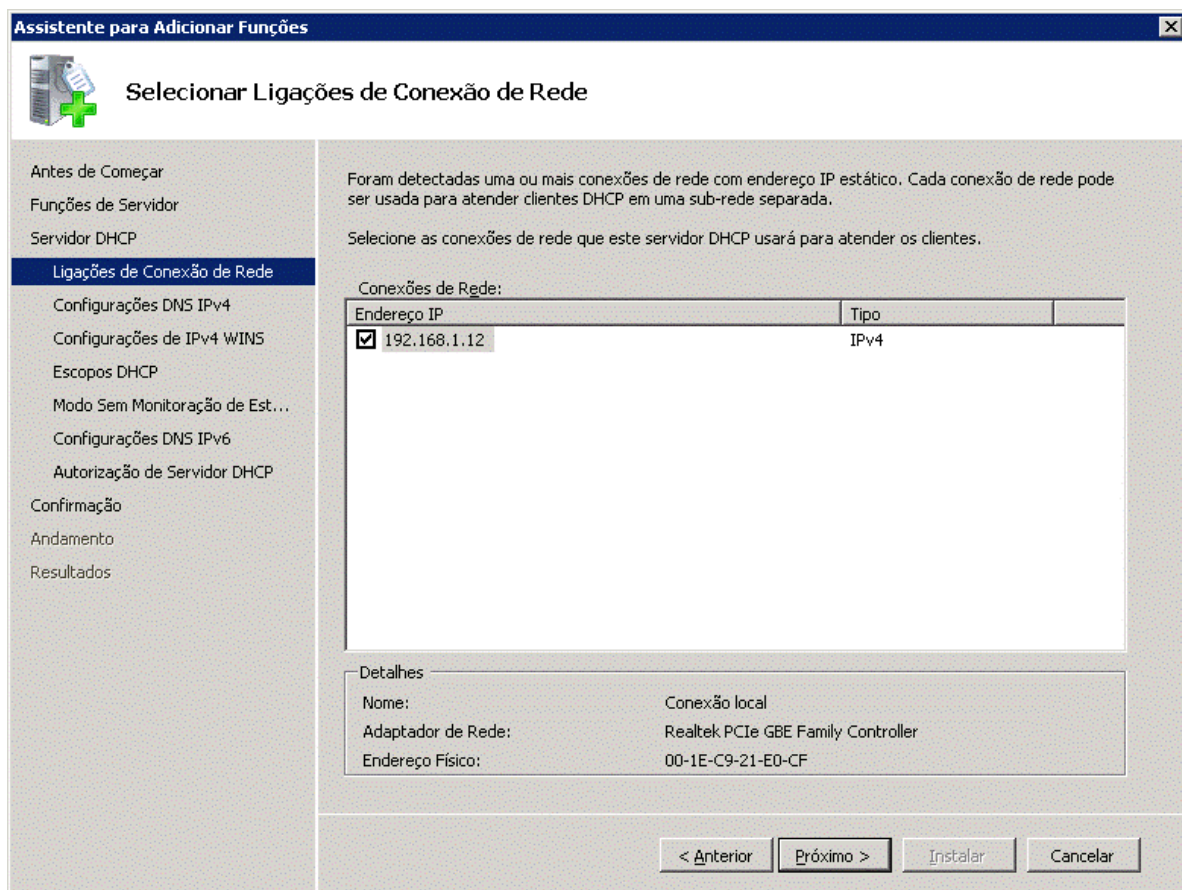 Assistente para Adicionar Funções
Selecionar Ligações de Conexão de Rede
Antes de Começar
Funções de Servidor
Servidor DHCP
Ligações de Conexão de Rede
Configurações DNS IPv4
Configurações de IPv4 WINS
Escopos DHCP
Modo Sem Monitoração de Est...
Configurações DNS IPv6
Autorização de Servidor DHCP
Confirmação
Andamento
Resultados
Foram detectadas uma ou mais conexões de rede com endereço IP estático. Cada conexão de rede pode
ser usada para atender clientes DHCP em uma sub-rede separada.
Selecione as conexões de rede que este servidor DHCP usará para atender os clientes.
Conexões de Rede:
Endereço IP Tipo
192.168.1.12 IPv4
Detalhes
Nome: Conexão local
Adaptador de Rede: Realtek PCIe GBE Family Controller
Endereço Físico: 00-1E-C9-21-E0-CF
< Anterior Próximo > Instalar Cancelar